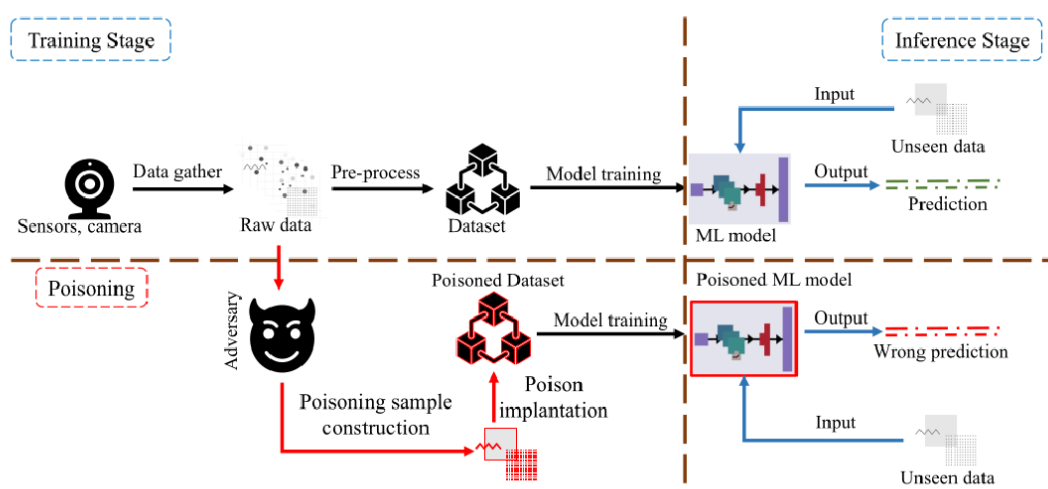 Training Stage
Inference Stage
Input
Unseen data
Data gather
Pre-process
Model training
Output
Sensors, camera
Raw data
Dataset
ML model
Prediction
Poisoning
Poisoned Dataset
Poisoned ML model
Adversary
Model training
Output
Wrong prediction
Poisoning sample
construction
Poison
implantation
Input
Unseen data